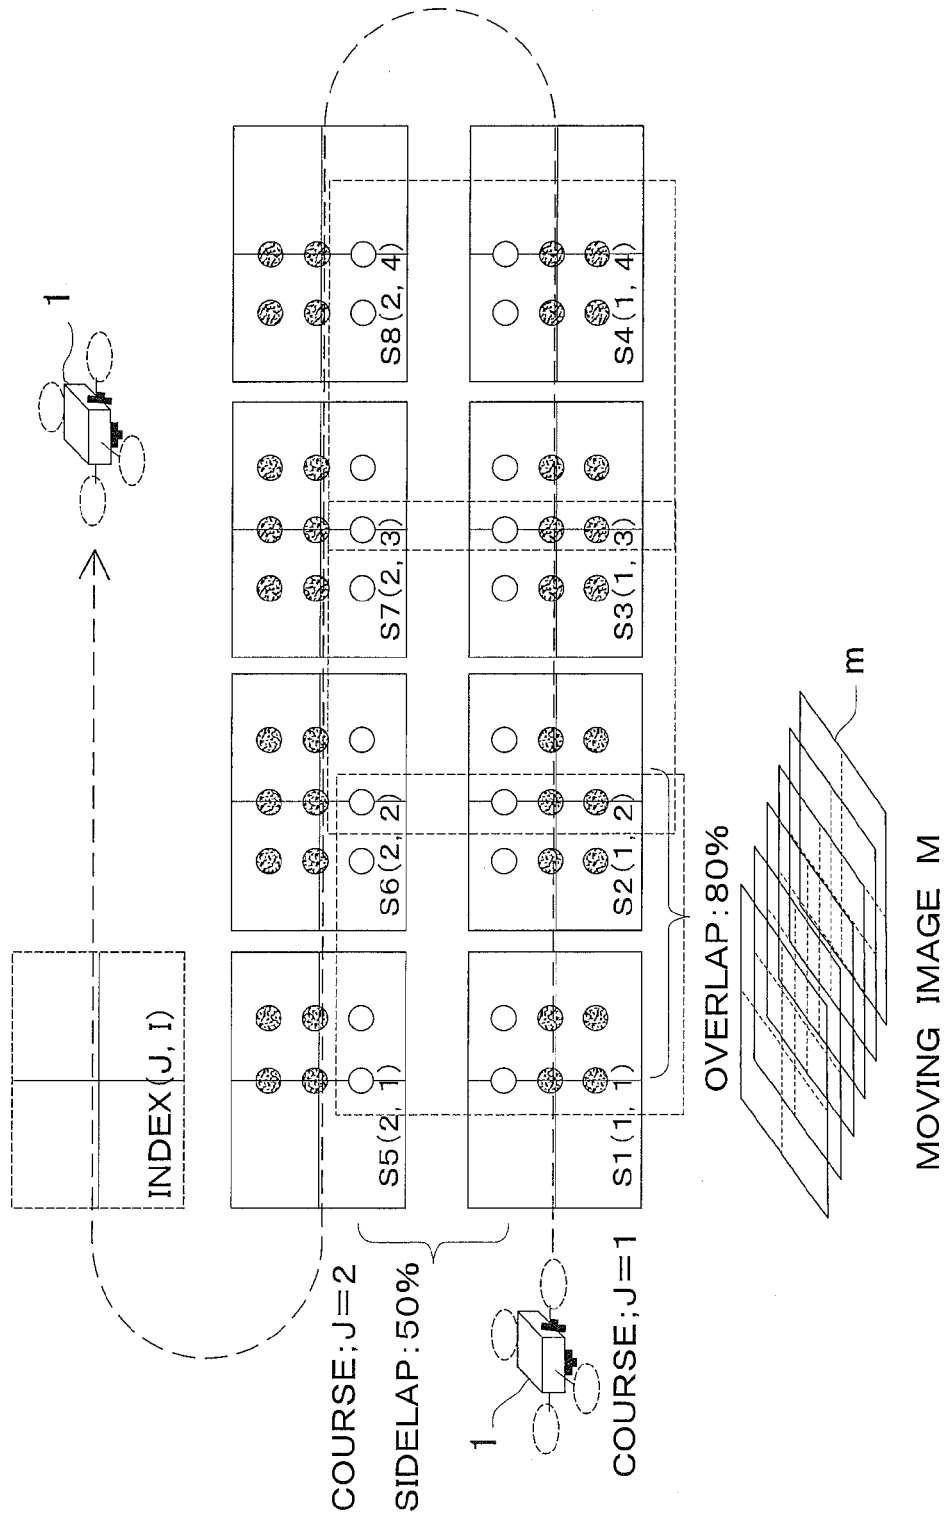 1
INDEX(J, I)
COURSE;J=2
SIDELAP:50%
S5(2, 1)
S6(2, 2)
S7(2, 3)
S8(2, 4)
1
COURSE;J=1
S1(1, 1)
S2(1, 2)
S3(1, 3)
S4(1, 4)
OVERLAP:80%
m
MOVING IMAGE M